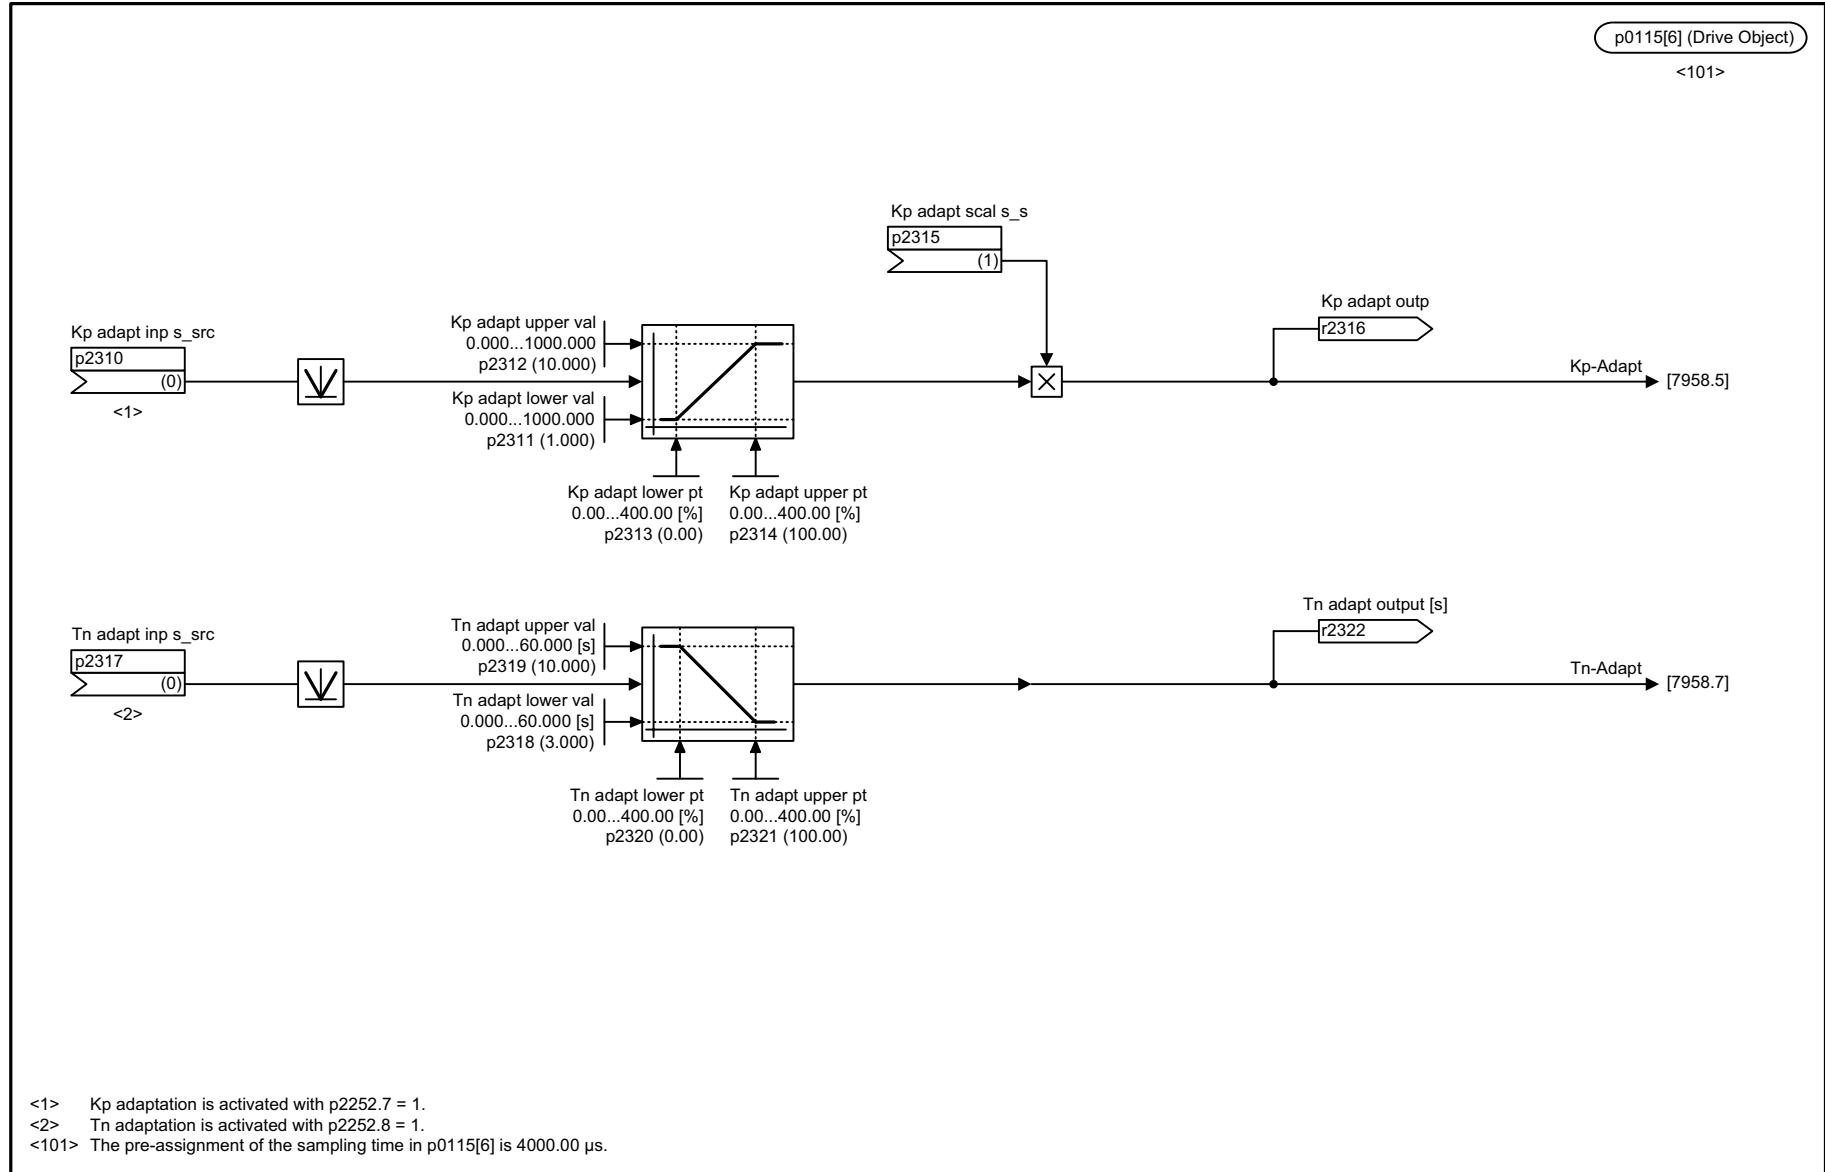 p0115[6] (Drive Object)
<101>
Kp adapt scal s_s
p2315
(1)
Kp adapt outp
r2316
Kp adapt inp s_src
p2310
(0)
<1>
Kp adapt upper val
0.000...1000.000
p2312 (10.000)
Kp adapt lower val
0.000...1000.000
p2311 (1.000)
Kp-Adapt
[7958.5]
Kp adapt lower pt
0.00...400.00 [%]
p2313 (0.00)
Kp adapt upper pt
0.00...400.00 [%]
p2314 (100.00)
Tn adapt output [s]
r2322
Tn adapt inp s_src
p2317
(0)
<2>
Tn adapt upper val
0.000...60.000 [s]
p2319 (10.000)
Tn adapt lower val
0.000...60.000 [s]
p2318 (3.000)
Tn-Adapt
[7958.7]
Tn adapt lower pt
0.00...400.00 [%]
p2320 (0.00)
Tn adapt upper pt
0.00...400.00 [%]
p2321 (100.00)
<1> Kp adaptation is activated with p2252.7 = 1.
<2> Tn adaptation is activated with p2252.8 = 1.
<101> The pre-assignment of the sampling time in p0115[6] is 4000.00 µs.